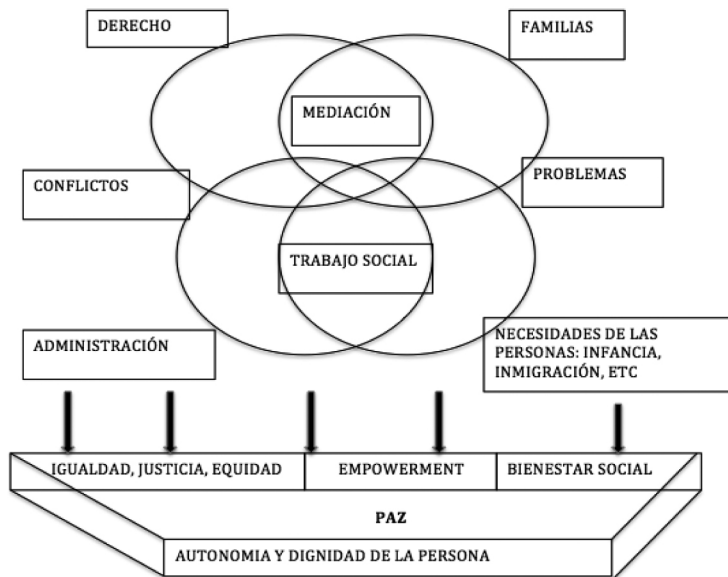 DERECHO
FAMILIAS
MEDIACIÓN
CONFLICTOS
PROBLEMAS
TRABAJO SOCIAL
ADMINISTRACIÓN
NECESIDADES DE LAS
PERSONAS: INFANCIA,
INMIGRACIÓN, ETC
IGUALDAD, JUSTICIA, EQUIDAD
EMPOWERMENT
BIENESTAR SOCIAL
PAZ
AUTONOMIA Y DIGNIDAD DE LA PERSONA